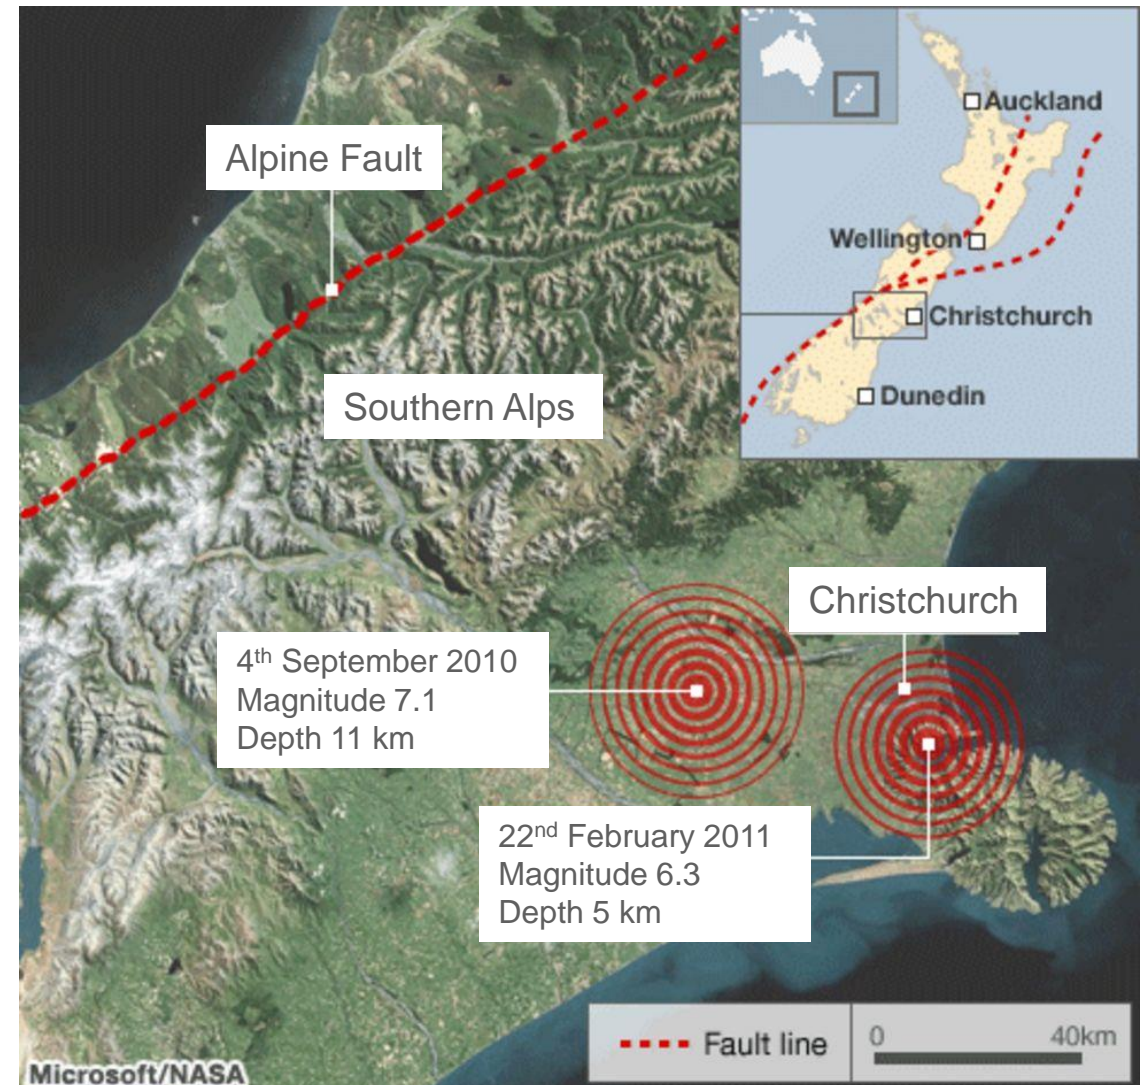 Alpine Fault
Auckland
Wellington
Christchurch
Dunedin
Southern Alps
Christchurch
4th September 2010
Magnitude 7.1
Depth 11 km
22nd February 2011
Magnitude 6.3
Depth 5 km
Fault line
0 40km
Microsoft/NASA